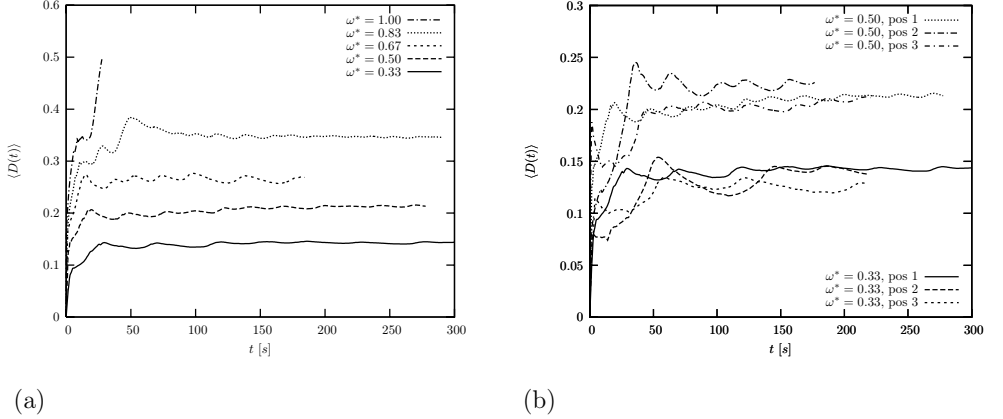 0.6
0.5
0.4
0.3
0.2
0.1
0
⟨D(t)⟩
0 50 100 150 200 250 300
t [s]
ω* = 1.00
ω* = 0.83
ω* = 0.67
ω* = 0.50
ω* = 0.33
(a)
0.3
0.25
0.2
0.15
0.1
0.05
0
⟨D(t)⟩
0 50 100 150 200 250 300
t [s]
ω* = 0.50, pos 1
ω* = 0.50, pos 2
ω* = 0.50, pos 3
ω* = 0.33, pos 1
ω* = 0.33, pos 2
ω* = 0.33, pos 3
(b)